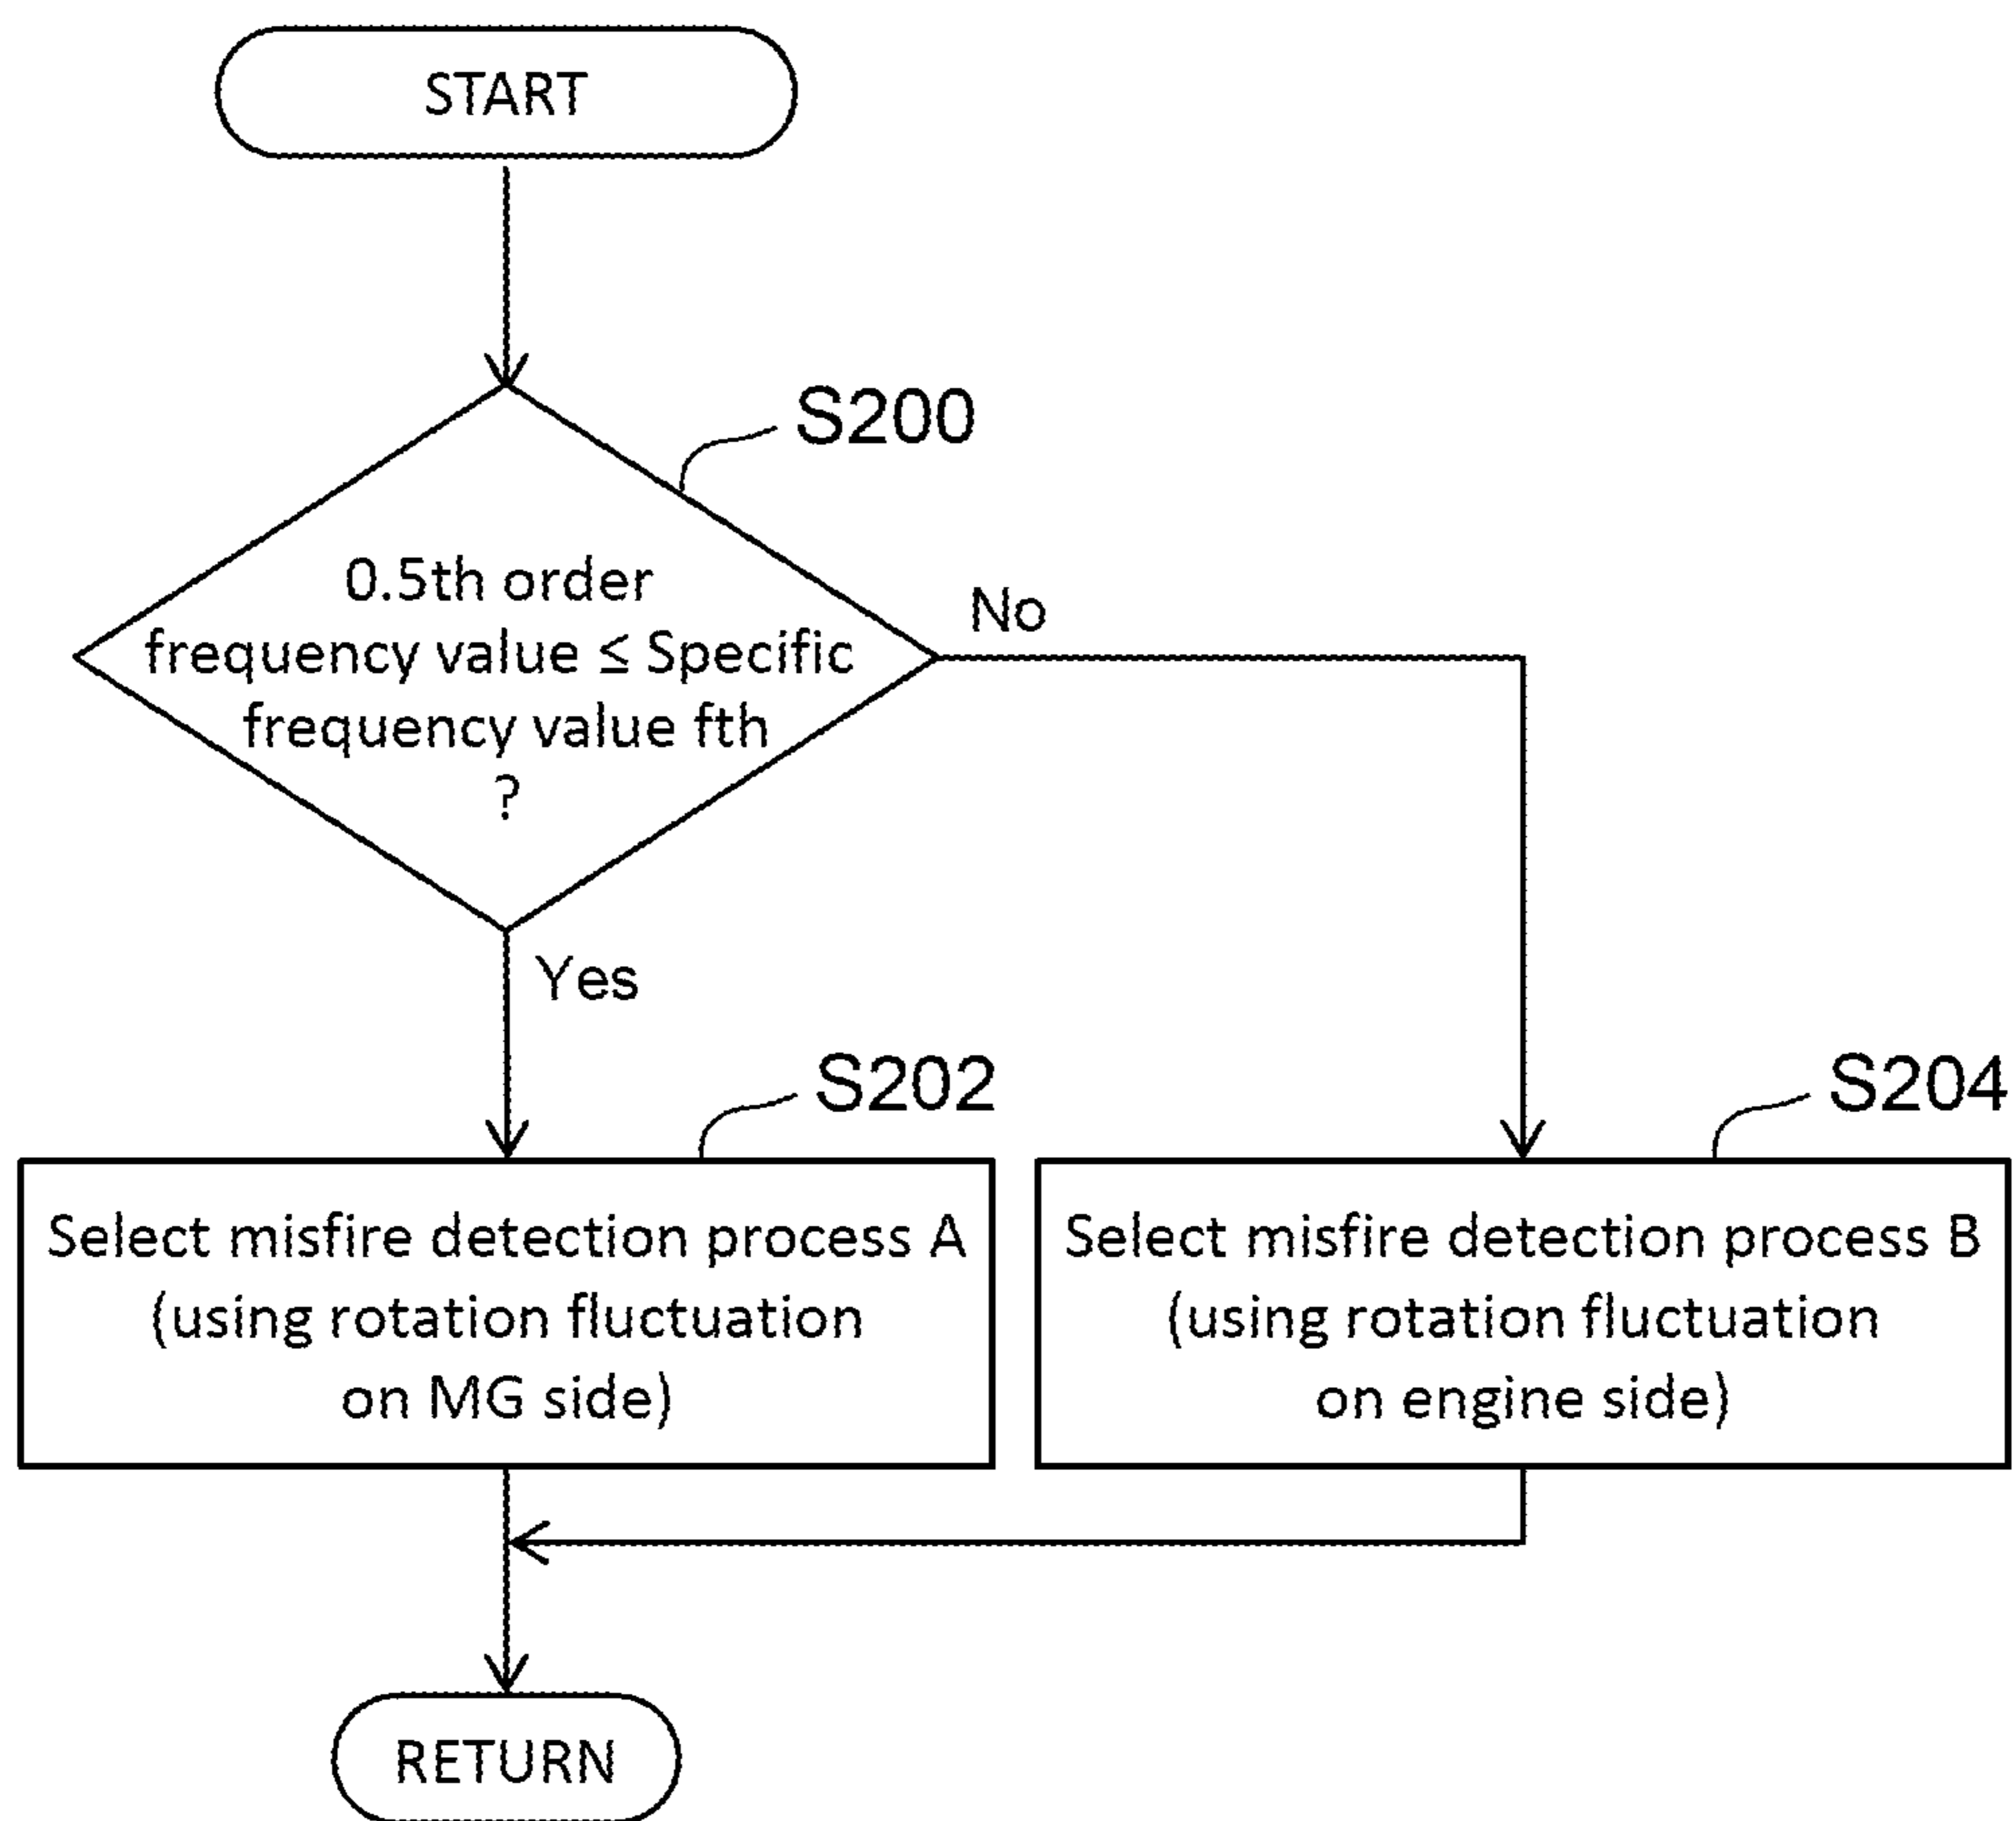 START
S200
0.5th order
frequency value ≤ Specific
frequency value fth
?
No
Yes
S202
S204
Select misfire detection process A
(using rotation fluctuation
on MG side)
Select misfire detection process B
(using rotation fluctuation
on engine side)
RETURN